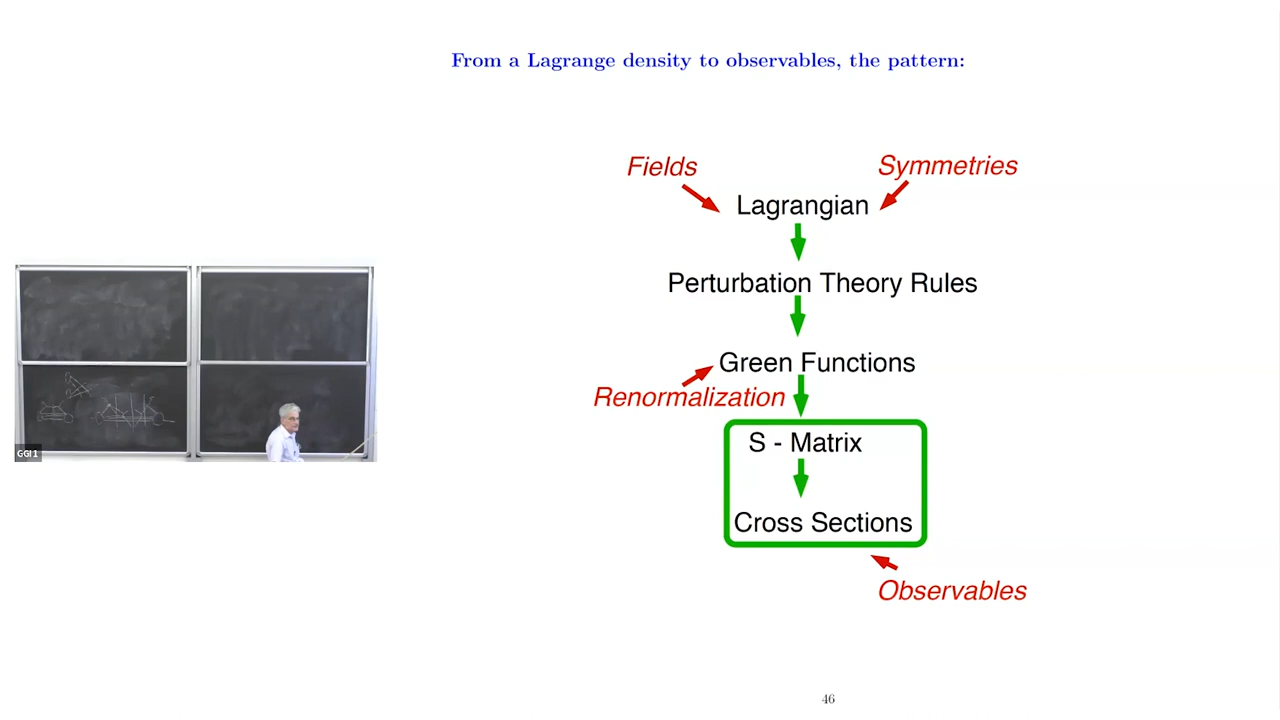 From a Lagrange density to observables, the pattern:
Fields
Symmetries
Lagrangian
Perturbation Theory Rules
Green Functions
Renormalization
S - Matrix
Cross Sections
Observables
GGI 1
46